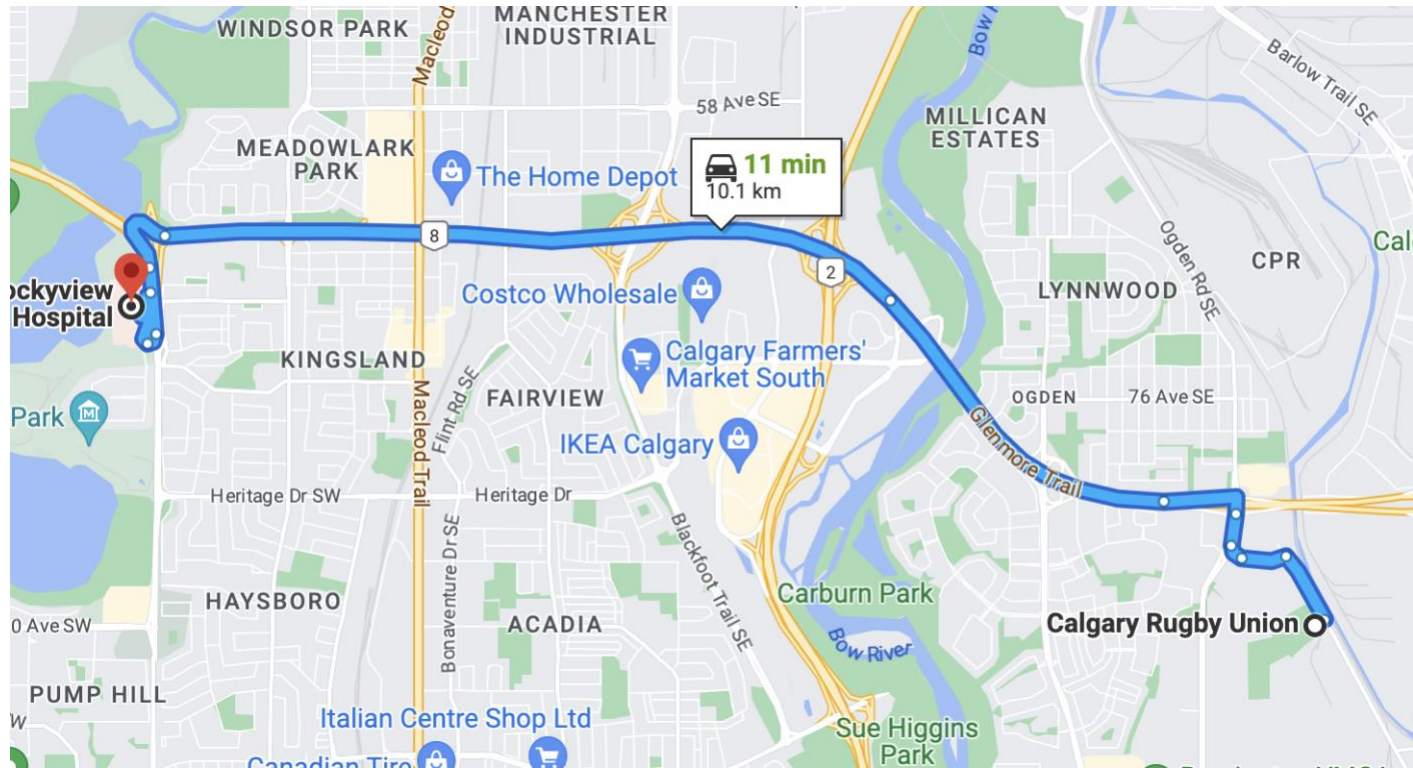 WINDSOR PARK
MANCHESTER
INDUSTRIAL
Macleod
Bow R
Barlow Trail SE
58 Ave SE
MILLICAN
ESTATES
MEADOWLARK
PARK
The Home Depot
11 min
10.1 km
Ogden Rd SE
8
2
CPR
Cal
ockyview
Hospital
Costco Wholesale
LYNNWOOD
KINGSLAND
Calgary Farmers'
Market South
Flint Rd SE
Macleod Trail
FAIRVIEW
OGDEN
76 Ave SE
Park
IKEA Calgary
Glenmore Trail
Heritage Dr SW
Heritage Dr
Blackfoot Trail SE
Bonaventure Dr SE
HAYSBORO
Carburn Park
0 Ave SW
ACADIA
Calgary Rugby Union
Bow River
PUMP HILL
W
Italian Centre Shop Ltd
Sue Higgins
Park
Canadian Tire